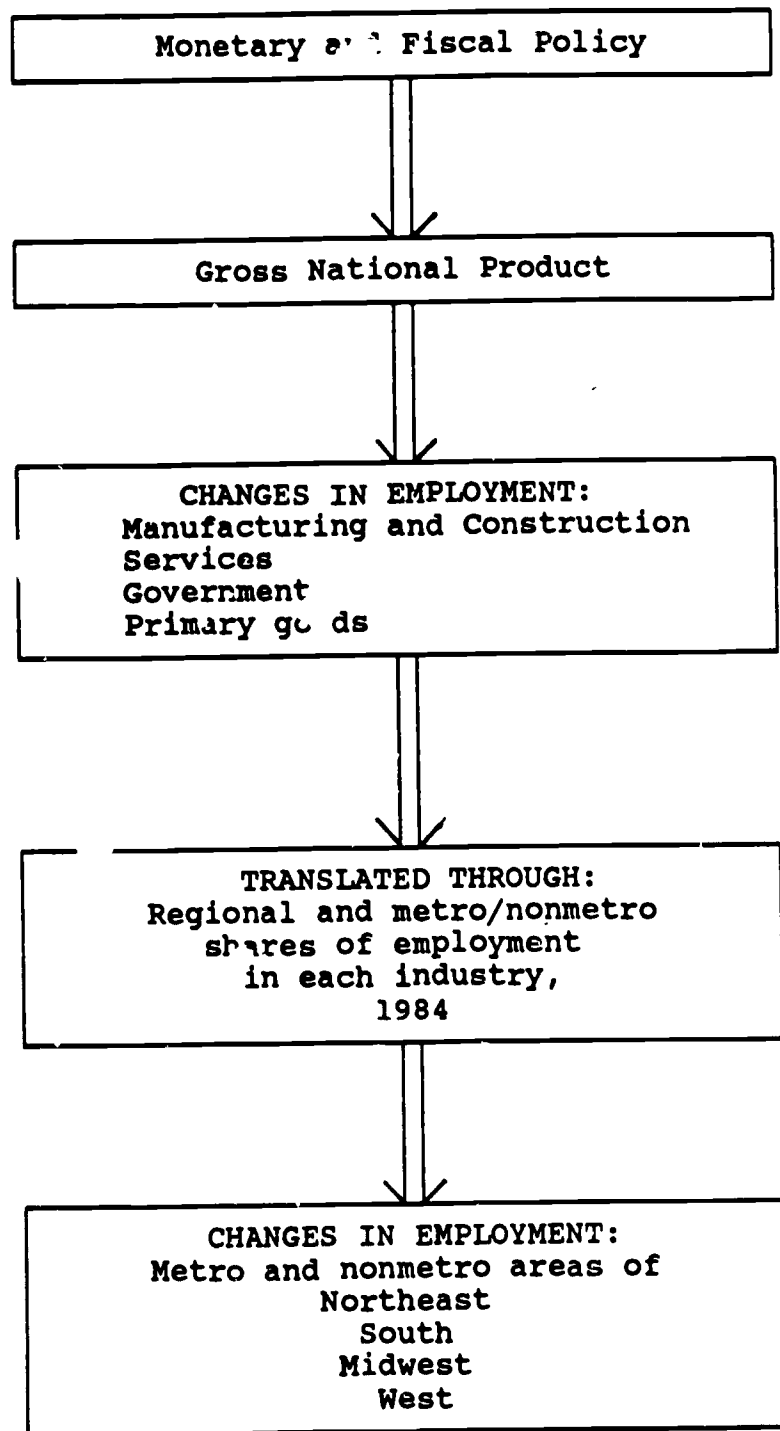 Monetary and Fiscal Policy
Gross National Product
CHANGES IN EMPLOYMENT:
Manufacturing and Construction
Services
Government
Primary goods
TRANSLATED THROUGH:
Regional and metro/nonmetro
shares of employment
in each industry,
1984
CHANGES IN EMPLOYMENT:
Metro and nonmetro areas of
Northeast
South
Midwest
West